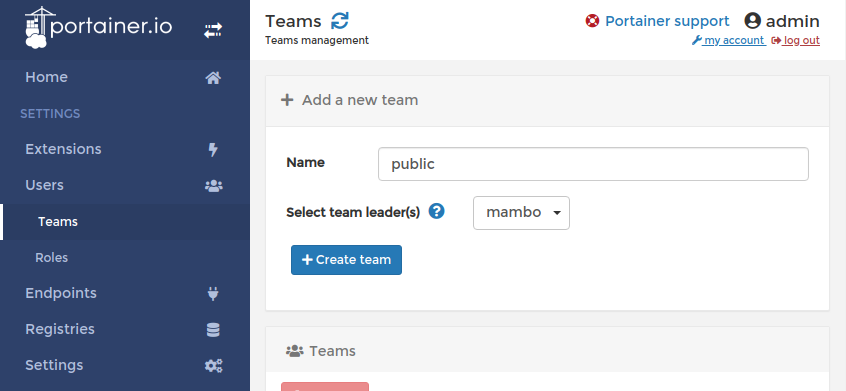 portainer.io
Home
SETTINGS
Extensions
Users
Teams
Roles
Endpoints
Registries
Settings
Teams
Teams management
Portainer support
admin
my account
log out
Add a new team
Name
public
Select team leader(s)
mambo
Create team
Teams